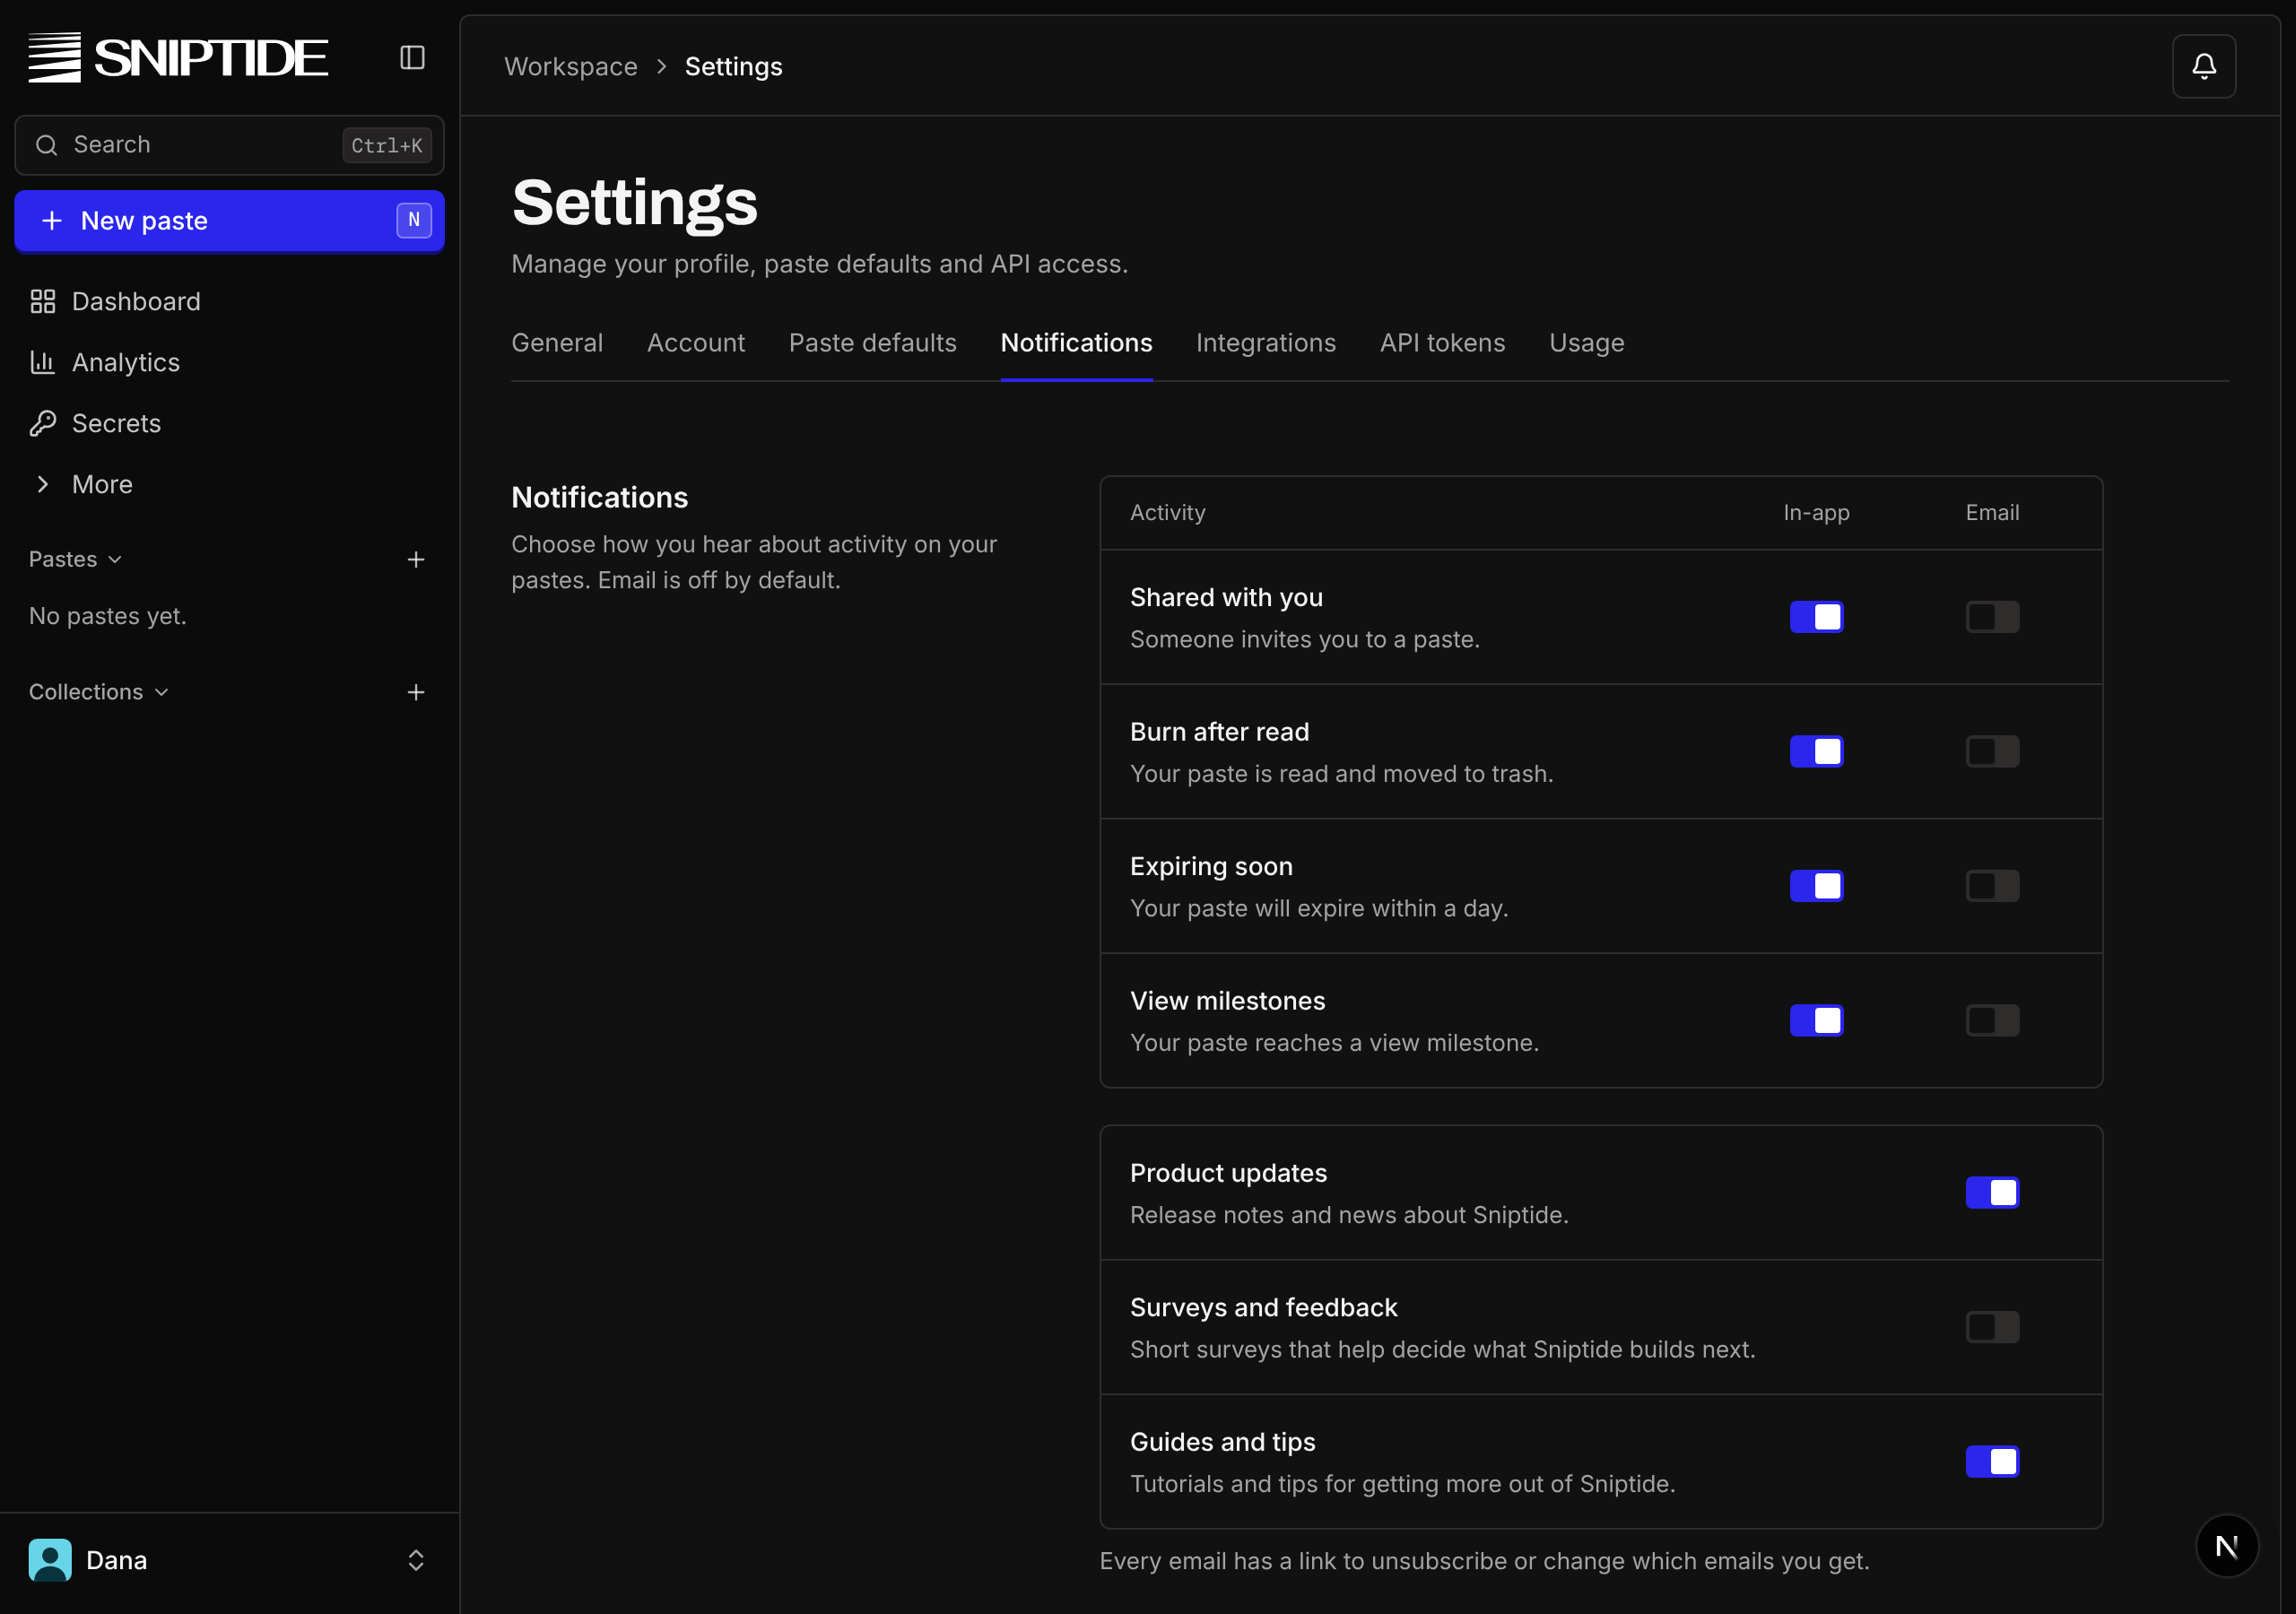 SNIPTIDE
Search
Ctrl+K
New paste
N
Dashboard
Analytics
Secrets
More
Pastes
No pastes yet.
Collections
Dana
Workspace
Settings
Settings
Manage your profile, paste defaults and API access.
General
Account
Paste defaults
Notifications
Integrations
API tokens
Usage
Notifications
Choose how you hear about activity on your
pastes. Email is off by default.
Activity
In-app
Email
Shared with you
Someone invites you to a paste.
Burn after read
Your paste is read and moved to trash.
Expiring soon
Your paste will expire within a day.
View milestones
Your paste reaches a view milestone.
Product updates
Release notes and news about Sniptide.
Surveys and feedback
Short surveys that help decide what Sniptide builds next.
Guides and tips
Tutorials and tips for getting more out of Sniptide.
Every email has a link to unsubscribe or change which emails you get.
N